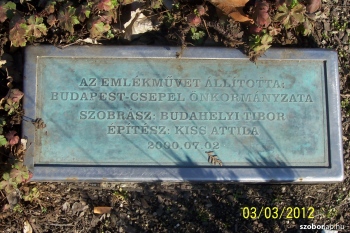 AZ EMLÉKMŰVET ÁLLÍTOTTA:
BUDAPEST-CSEPEL ÖNKORMÁNYZATA
SZOBRÁSZ: BUDAHELYI TIBOR
ÉPÍTÉSZ: KISS ATTILA
2000.07.02
03/03/2012
szoborlap.hu